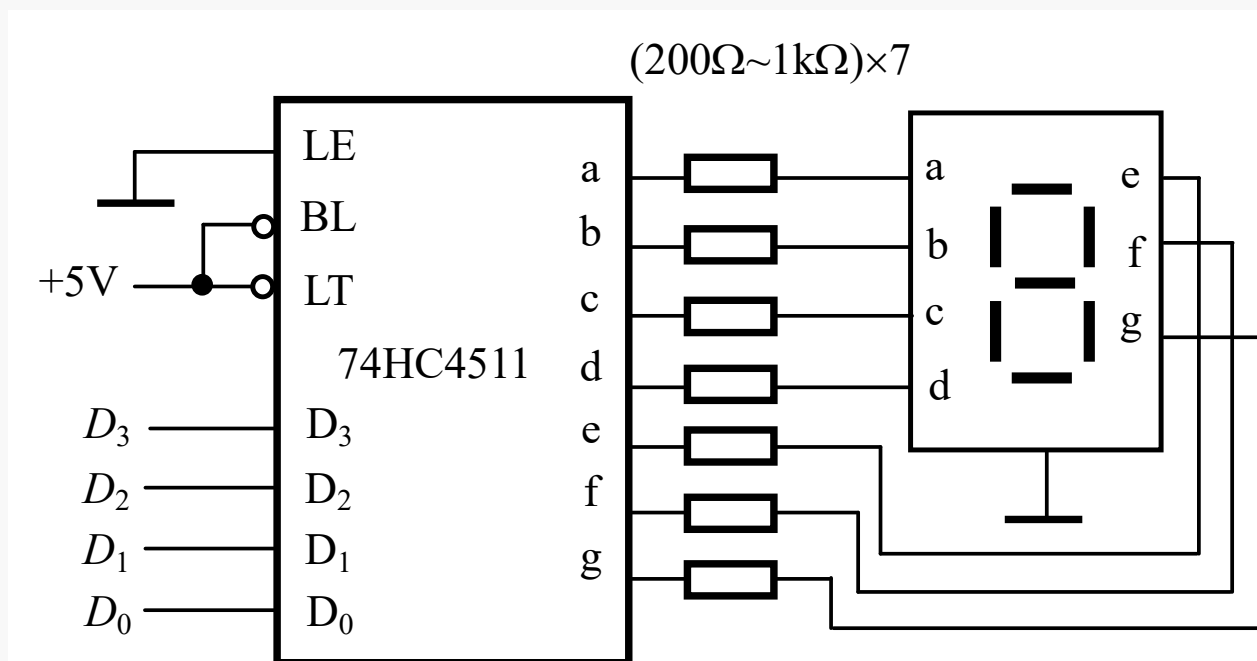 (200Ω~1kΩ)×7
LE
BL
+5V
LT
74HC4511
D₃ D₃
D₂ D₂
D₁ D₁
D₀ D₀
a
b
c
d
e
f
g
a
b
c
d
e
f
g